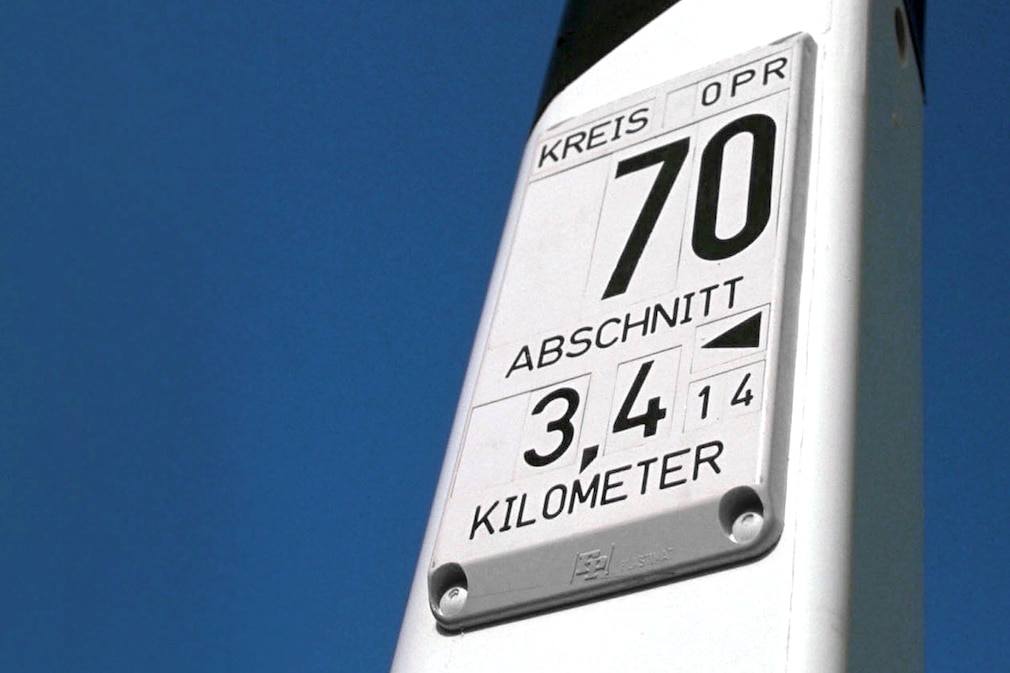 KREIS OPR
70
ABSCHNITT
3,4 14
KILOMETER